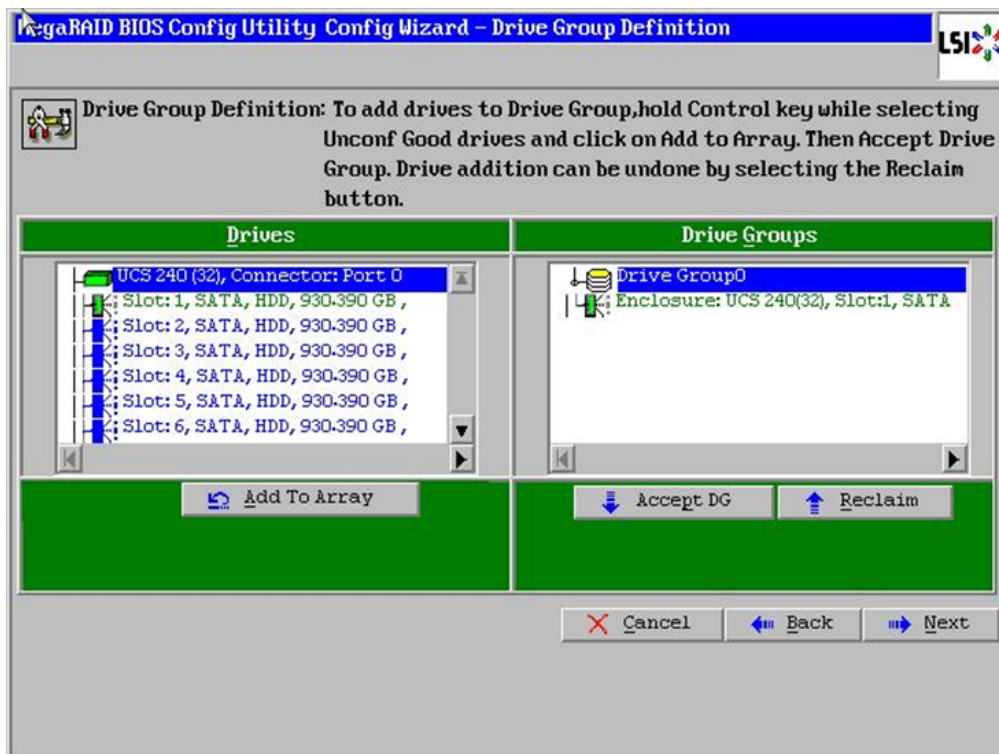 MegaRAID BIOS Config Utility Config Wizard – Drive Group Definition
LSI
Drive Group Definition: To add drives to Drive Group,hold Control key while selecting
Unconf Good drives and click on Add to Array. Then Accept Drive
Group. Drive addition can be undone by selecting the Reclaim
button.
Drives
UCS 240 (32), Connector: Port 0
Slot: 1, SATA, HDD, 930.390 GB,
Slot: 2, SATA, HDD, 930.390 GB,
Slot: 3, SATA, HDD, 930.390 GB,
Slot: 4, SATA, HDD, 930.390 GB,
Slot: 5, SATA, HDD, 930.390 GB,
Slot: 6, SATA, HDD, 930.390 GB,
Add To Array
Drive Groups
Drive Group0
Enclosure: UCS 240(32), Slot:1, SATA
Accept DG
Reclaim
Cancel
Back
Next